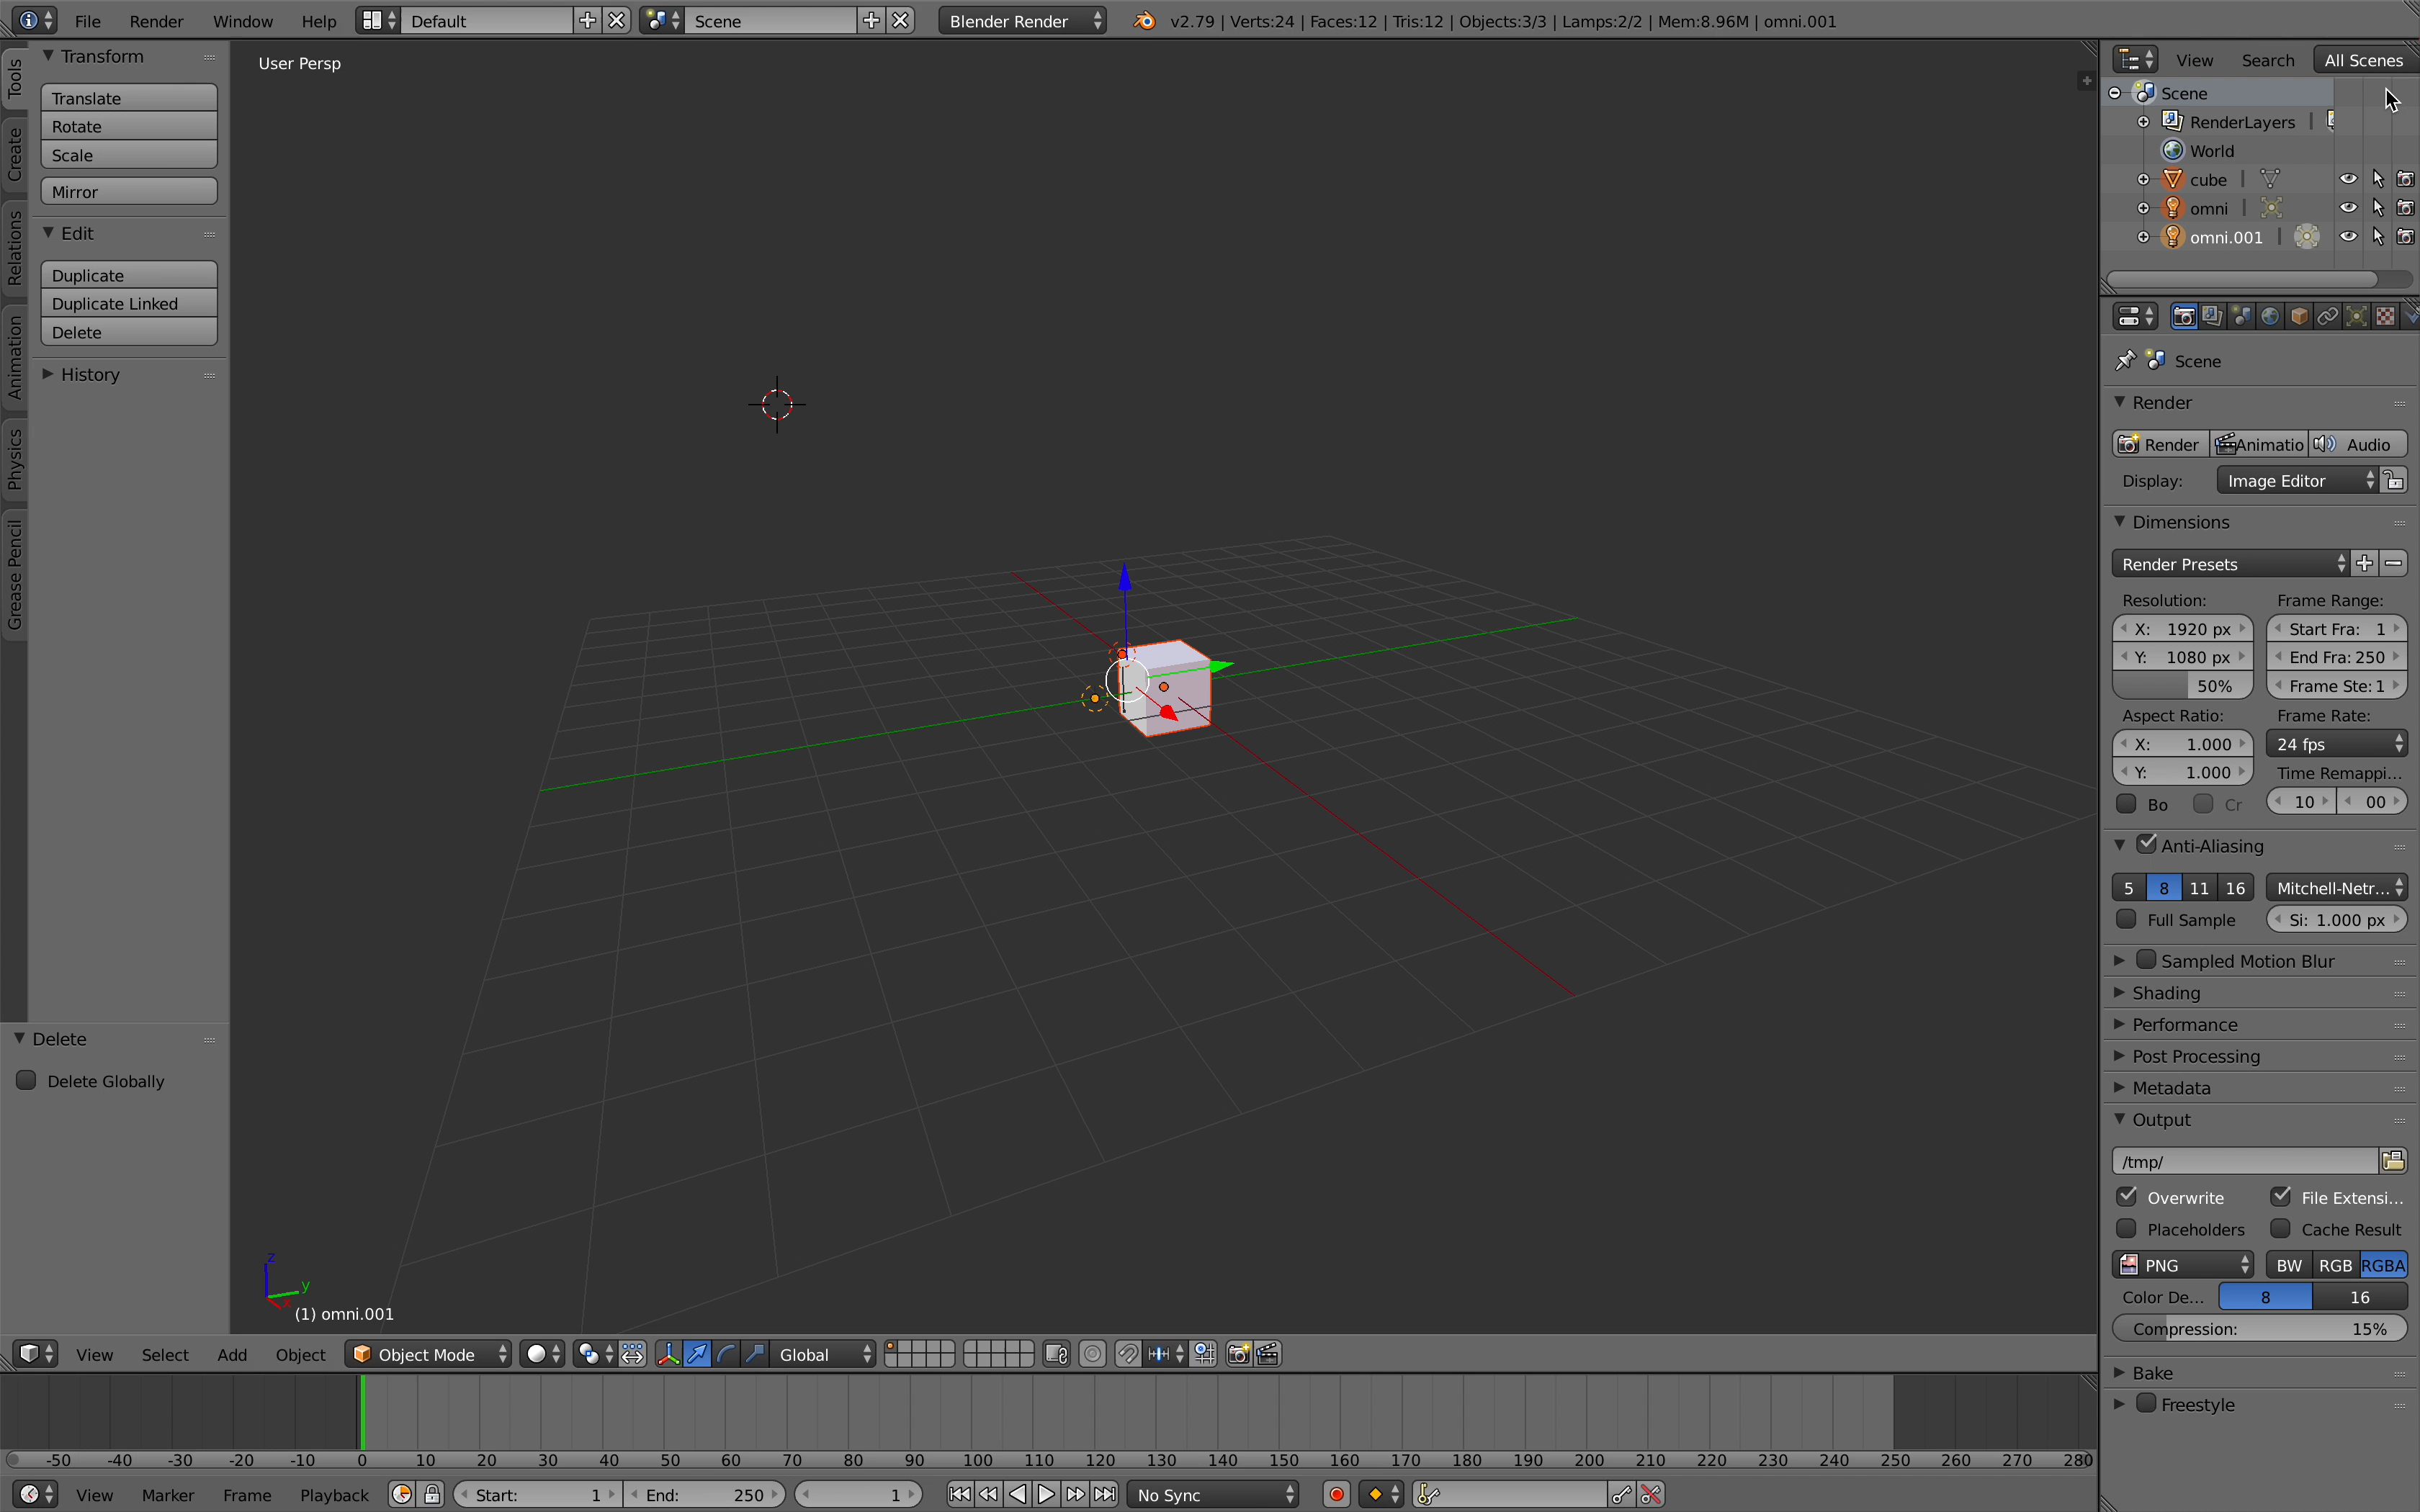 File Render Window Help Default Scene Blender Render v2.79 | Verts:24 | Faces:12 | Tris:12 | Objects:3/3 | Lamps:2/2 | Mem:8.96M | omni.001
Tools
Create
Relations
Animation
Physics
Grease Pencil
Transform
Translate
Rotate
Scale
Mirror
Edit
Duplicate
Duplicate Linked
Delete
History
Delete
Delete Globally
User Persp
z
y
x
(1) omni.001
View Select Add Object Object Mode Global
-50 -40 -30 -20 -10 0 10 20 30 40 50 60 70 80 90 100 110 120 130 140 150 160 170 180 190 200 210 220 230 240 250 260 270 280
View Marker Frame Playback Start: 1 End: 250 1 No Sync
View Search All Scenes
Scene
RenderLayers |
World
cube |
omni |
omni.001 |
Scene
Render
Render Animatio Audio
Display: Image Editor
Dimensions
Render Presets
Resolution: Frame Range:
X: 1920 px Start Fra: 1
Y: 1080 px End Fra: 250
50% Frame Ste: 1
Aspect Ratio: Frame Rate:
X: 1.000 24 fps
Y: 1.000 Time Remappi...
Bo Cr 10 00
Anti-Aliasing
5 8 11 16 Mitchell-Netr...
Full Sample Si: 1.000 px
Sampled Motion Blur
Shading
Performance
Post Processing
Metadata
Output
/tmp/
Overwrite File Extensi...
Placeholders Cache Result
PNG BW RGB RGBA
Color De... 8 16
Compression: 15%
Bake
Freestyle